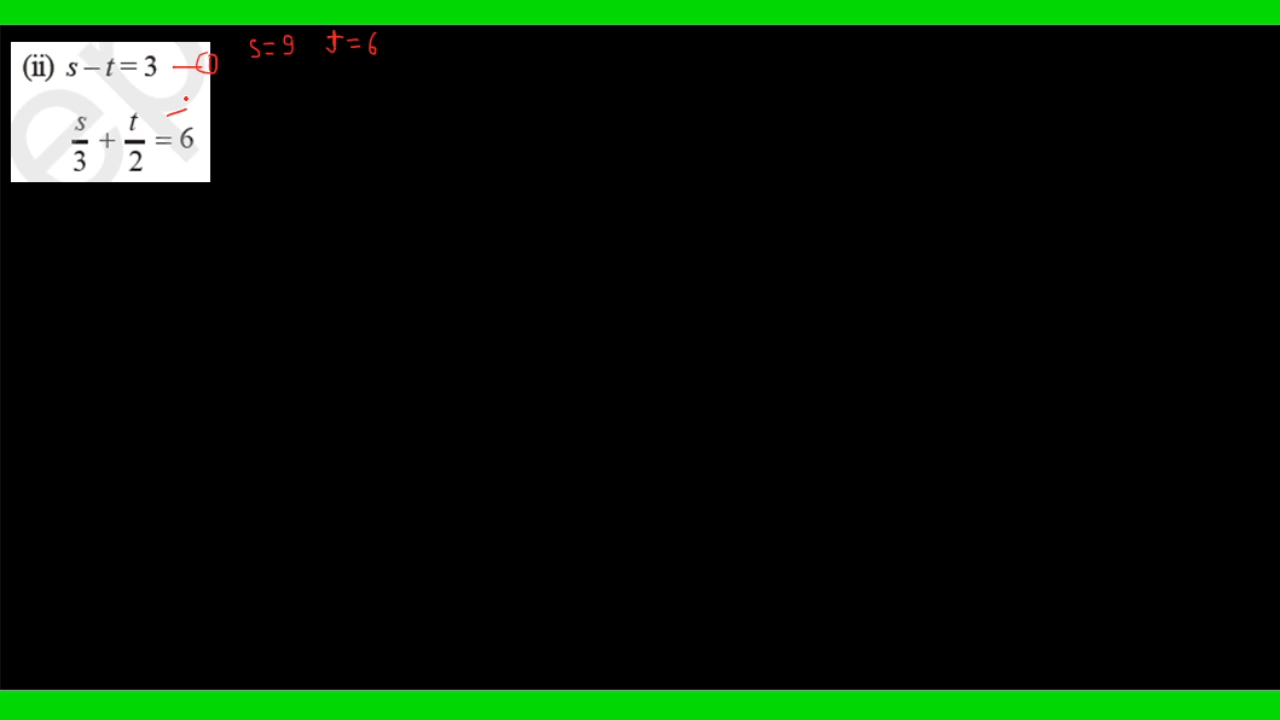 (ii) s – t = 3 —① s = 9 t = 6
s/3 + t/2 = 6